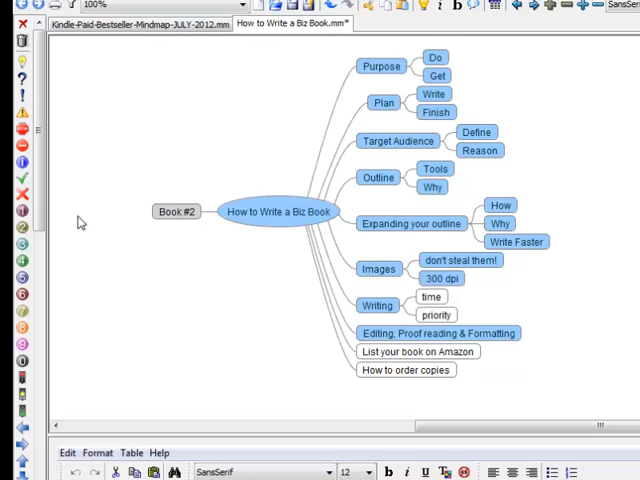 100%
SansSerif
Kindle-Paid-Bestseller-Mindmap-JULY-2012.mm
How to Write a Biz Book.mm*
Purpose
Do
Get
Plan
Write
Finish
Target Audience
Define
Reason
Outline
Tools
Why
Book #2
How to Write a Biz Book
Expanding your outline
How
Why
Write Faster
Images
don't steal them!
300 dpi
Writing
time
priority
Editing, Proof reading & Formatting
List your book on Amazon
How to order copies
Edit Format Table Help
SansSerif 12 b i U